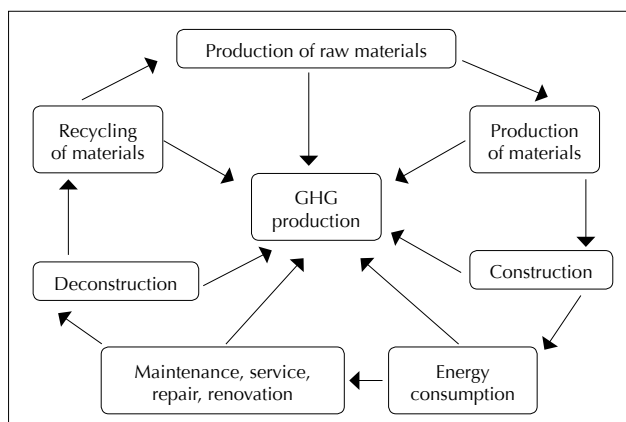 Production of raw materials
Recycling
of materials
Production
of materials
GHG
production
Deconstruction
Construction
Maintenance, service,
repair, renovation
Energy
consumption